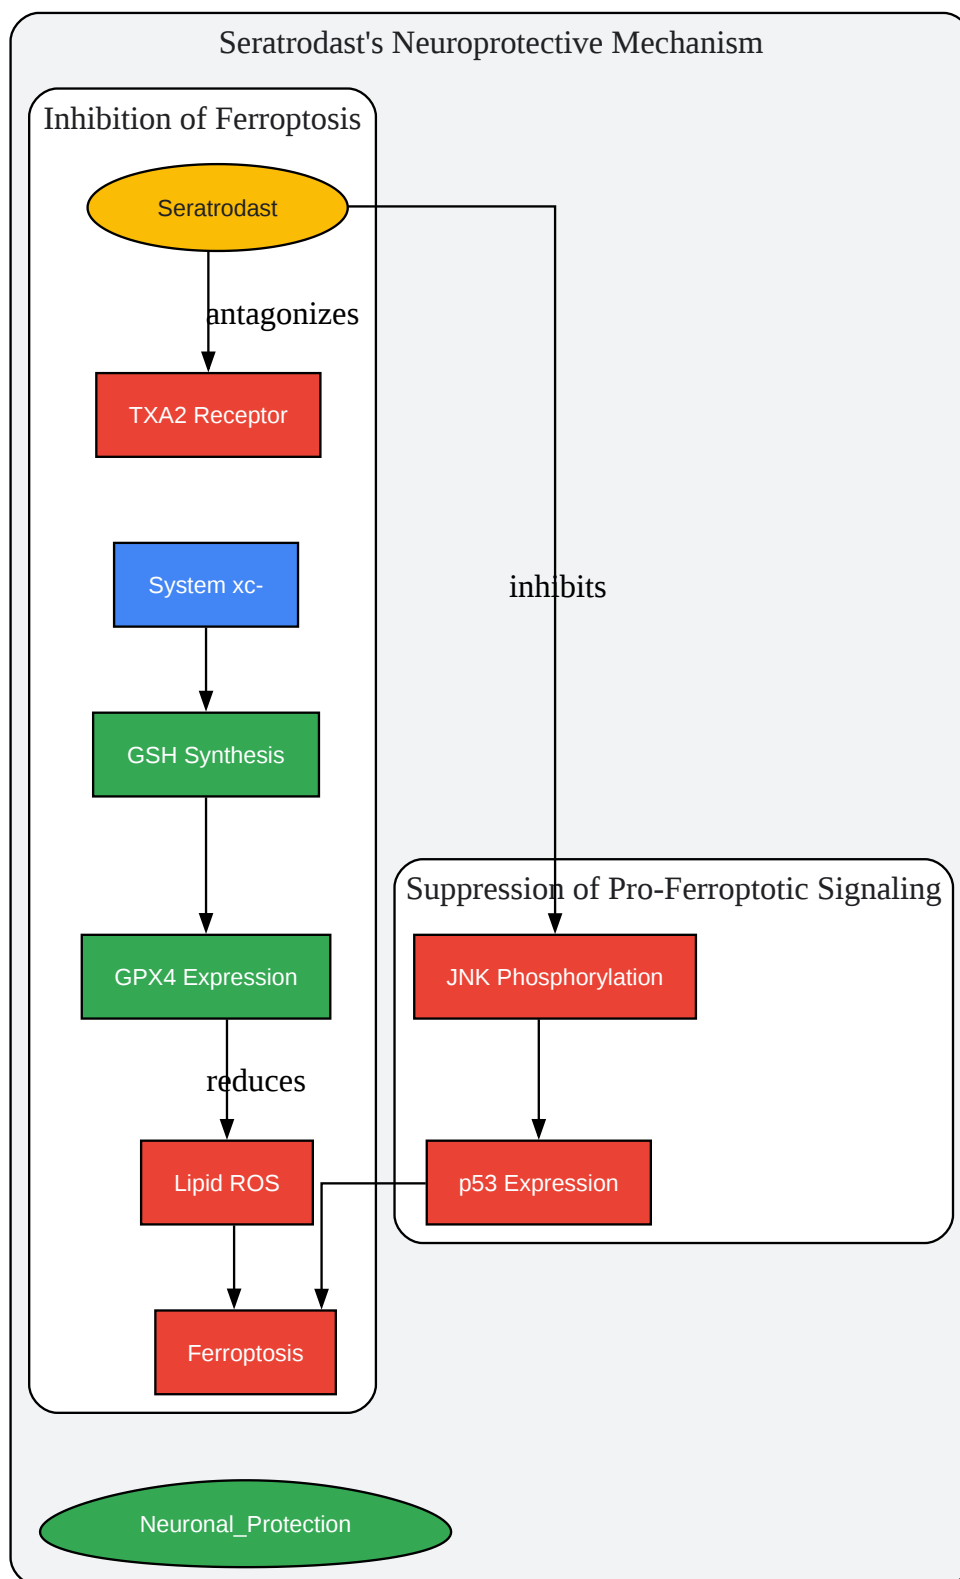 Seratrodast's Neuroprotective Mechanism
Inhibition of Ferroptosis
Seratrodast
antagonizes
TXA2 Receptor
System xc-
inhibits
GSH Synthesis
Suppression of Pro-Ferroptotic Signaling
GPX4 Expression
JNK Phosphorylation
reduces
Lipid ROS
p53 Expression
Ferroptosis
Neuronal_Protection